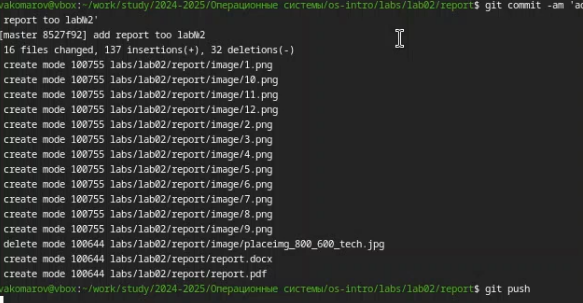 vakomarov@vbox:~/work/study/2024-2025/Операционные системы/os-intro/labs/lab02/report$ git commit -am 'ad
report too lab№2'
[master 8527f92] add report too lab№2
16 files changed, 137 insertions(+), 32 deletions(-)
create mode 100755 labs/lab02/report/image/1.png
create mode 100755 labs/lab02/report/image/10.png
create mode 100755 labs/lab02/report/image/11.png
create mode 100755 labs/lab02/report/image/12.png
create mode 100755 labs/lab02/report/image/2.png
create mode 100755 labs/lab02/report/image/3.png
create mode 100755 labs/lab02/report/image/4.png
create mode 100755 labs/lab02/report/image/5.png
create mode 100755 labs/lab02/report/image/6.png
create mode 100755 labs/lab02/report/image/7.png
create mode 100755 labs/lab02/report/image/8.png
create mode 100755 labs/lab02/report/image/9.png
delete mode 100644 labs/lab02/report/image/placeimg_800_600_tech.jpg
create mode 100644 labs/lab02/report/report.docx
create mode 100644 labs/lab02/report/report.pdf
vakomarov@vbox:~/work/study/2024-2025/Операционные системы/os-intro/labs/lab02/report$ git push